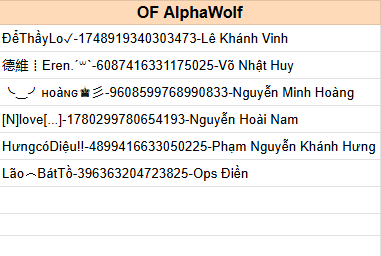 OF AlphaWolf
ĐểThầyLo✓-1748919340303473-Lê Khánh Vinh
德維┋Eren.ˊ꒳ˋ-6087416331175025-Võ Nhật Huy
╰‿╯ʜoàɴɢ♛彡-9608599768990833-Nguyễn Minh Hoàng
[N]love[...]-1780299780654193-Nguyễn Hoài Nam
HưngcóDiệu!!-4899416633050225-Phạm Nguyễn Khánh Hưng
Lão︵BátTồ-396363204723825-Ops Điền